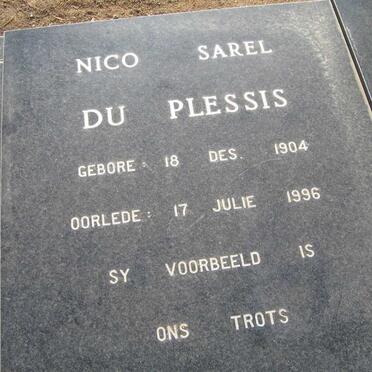 NICO SAREL
DU PLESSIS
GEBORE: 18 DES. 1904
OORLEDE: 17 JULIE 1996
SY VOORBEELD IS
ONS TROTS